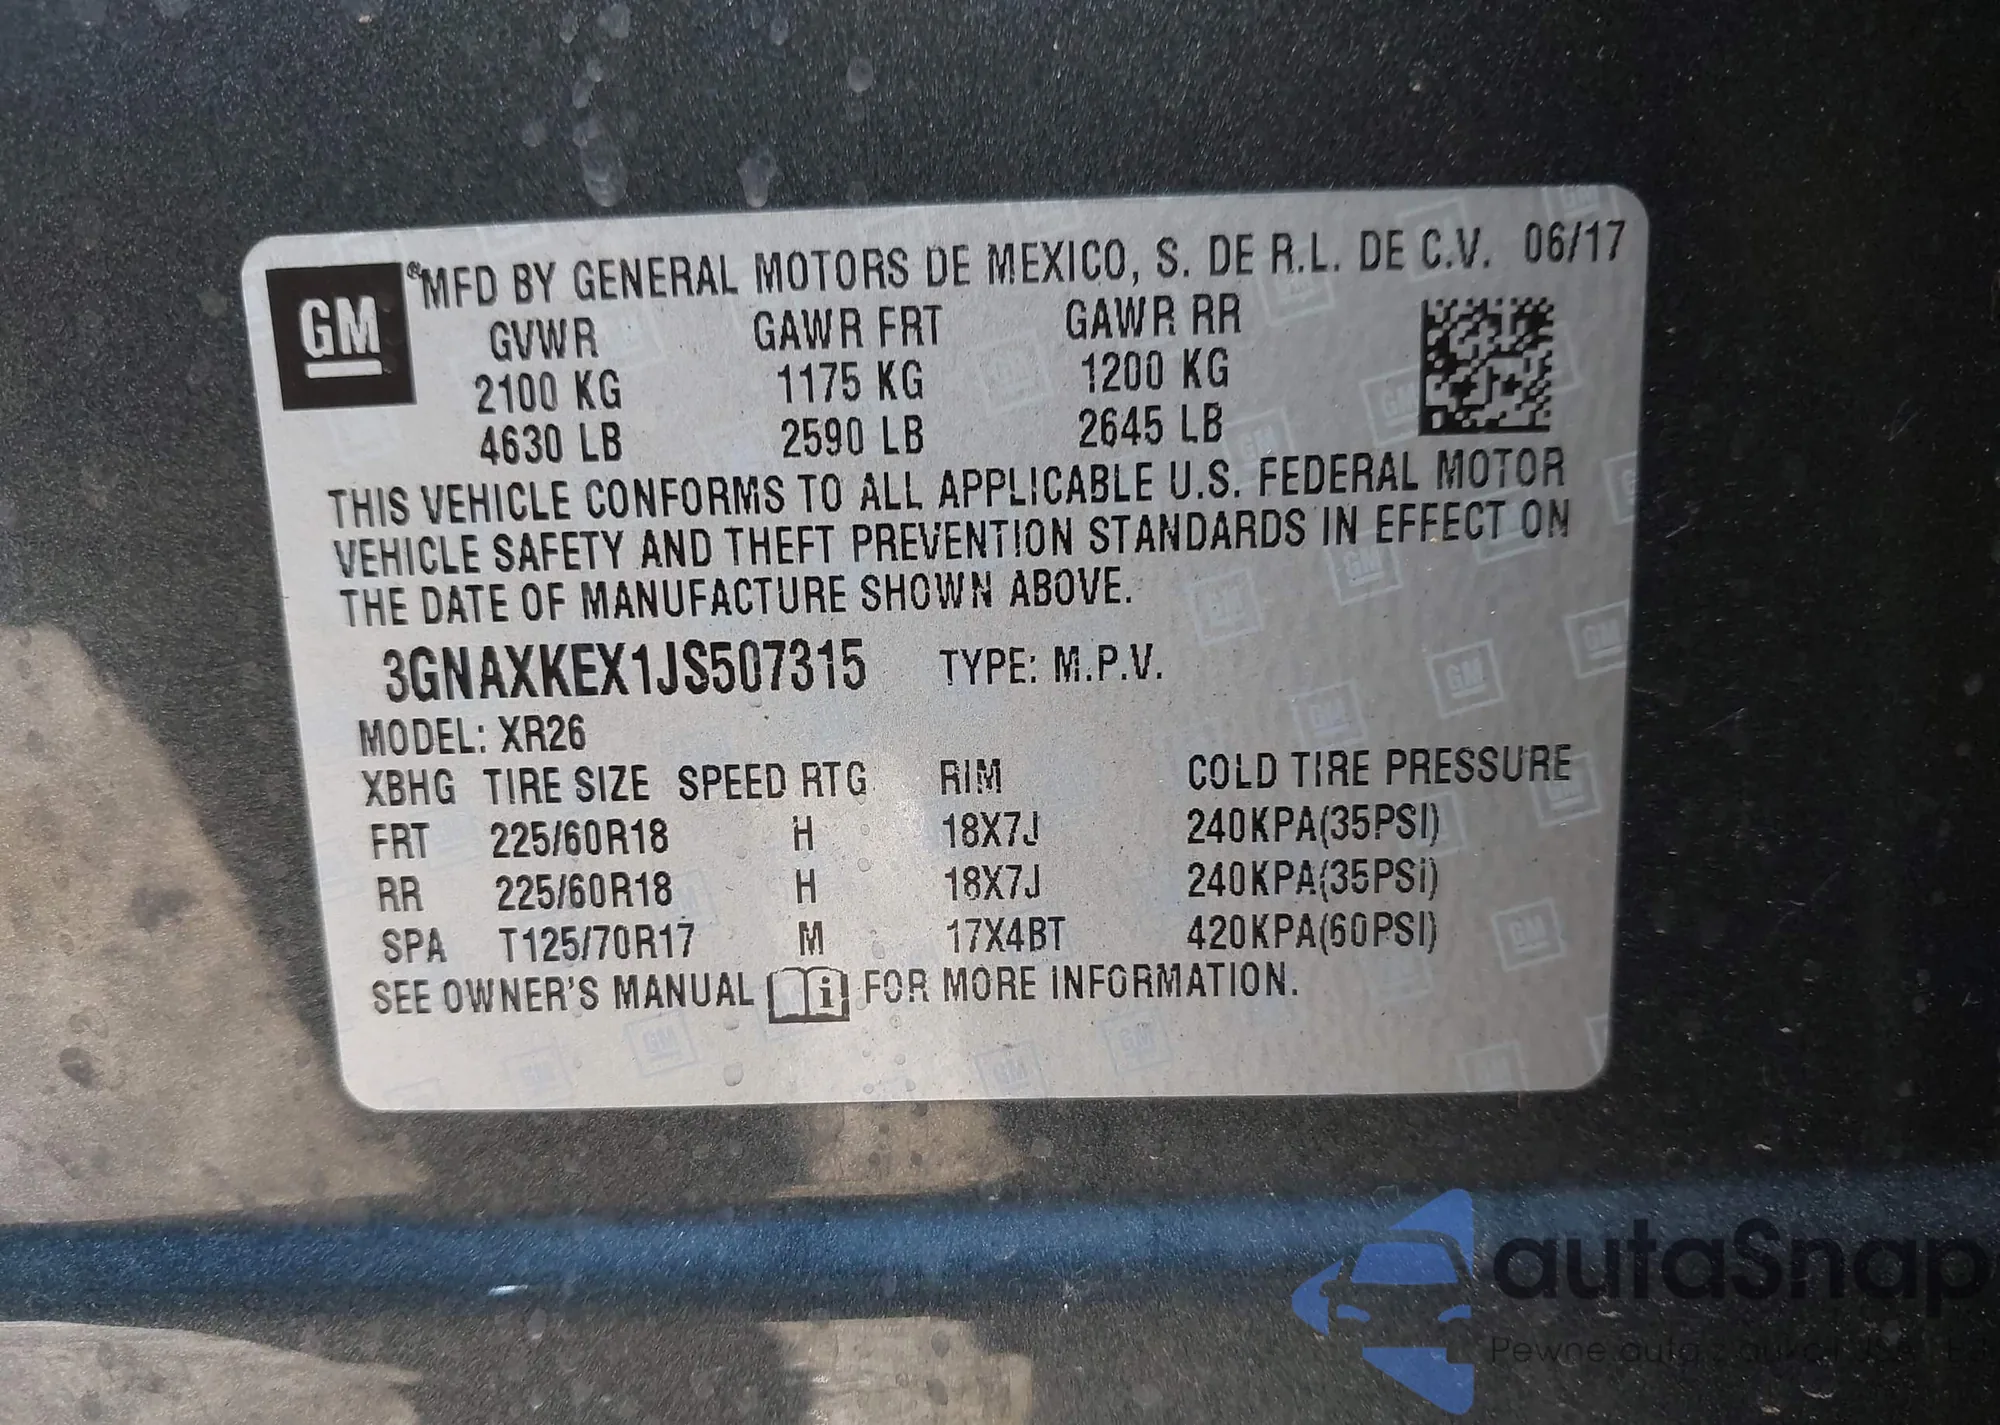 GM
®MFD BY GENERAL MOTORS DE MEXICO, S. DE R.L. DE C.V. 06/17
GVWR GAWR FRT GAWR RR
2100 KG 1175 KG 1200 KG
4630 LB 2590 LB 2645 LB
THIS VEHICLE CONFORMS TO ALL APPLICABLE U.S. FEDERAL MOTOR
VEHICLE SAFETY AND THEFT PREVENTION STANDARDS IN EFFECT ON
THE DATE OF MANUFACTURE SHOWN ABOVE.
3GNAXKEX1JS507315 TYPE: M.P.V.
MODEL: XR26
XBHG TIRE SIZE SPEED RTG RIM COLD TIRE PRESSURE
FRT 225/60R18 H 18X7J 240KPA(35PSI)
RR 225/60R18 H 18X7J 240KPA(35PSI)
SPA T125/70R17 M 17X4BT 420KPA(60PSI)
SEE OWNER'S MANUAL i FOR MORE INFORMATION.
autaSnap
Pewne auta z aukcji